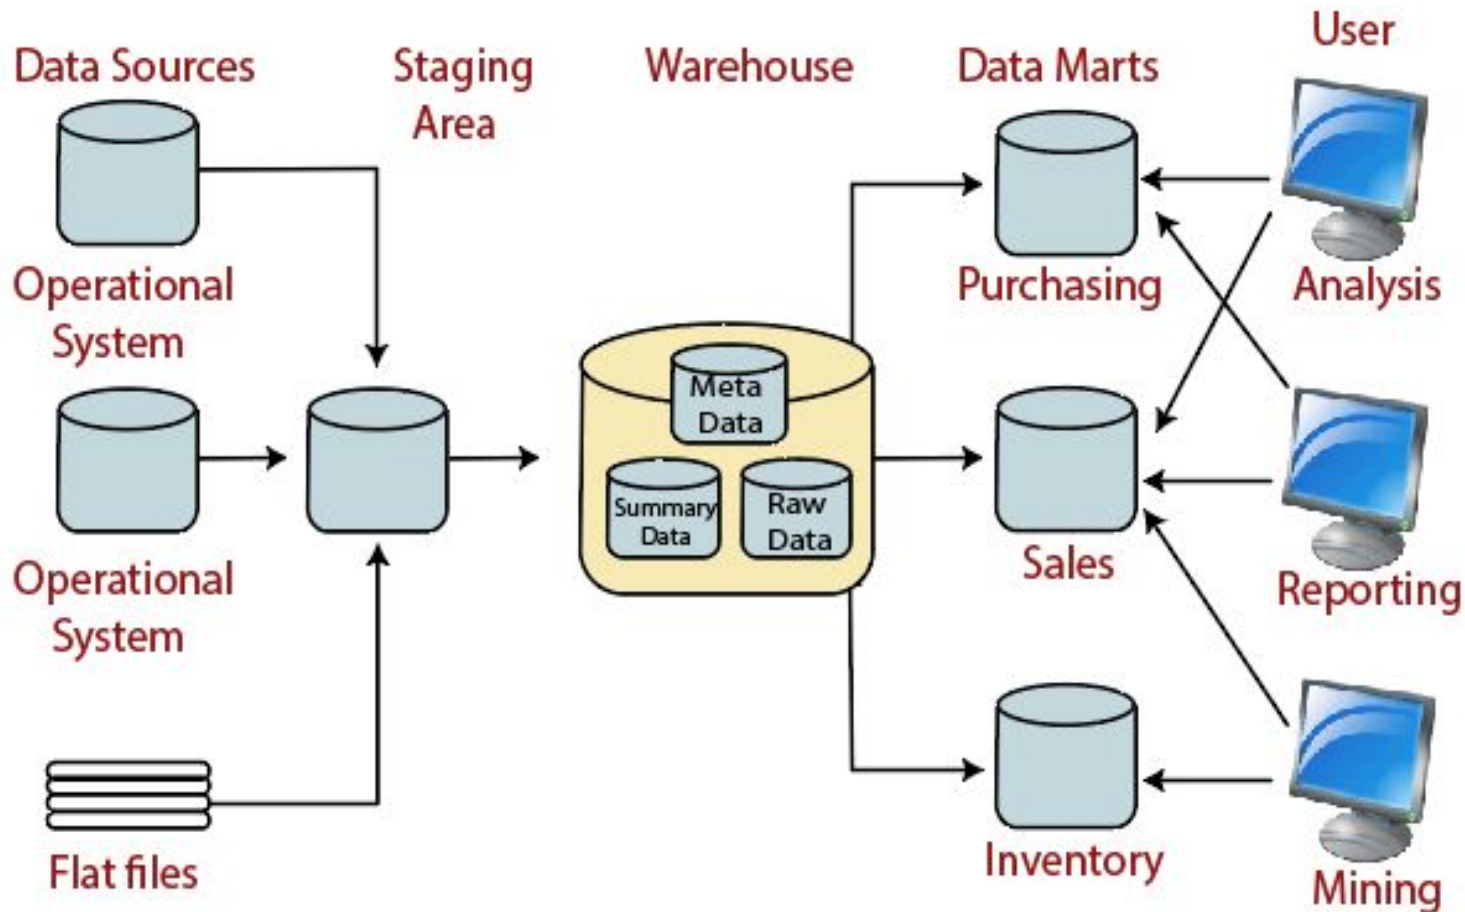 Data Sources
Staging
Area
Warehouse
Data Marts
User
Operational
System
Operational
System
Flat files
Meta
Data
Summary
Data
Raw
Data
Purchasing
Sales
Inventory
Analysis
Reporting
Mining